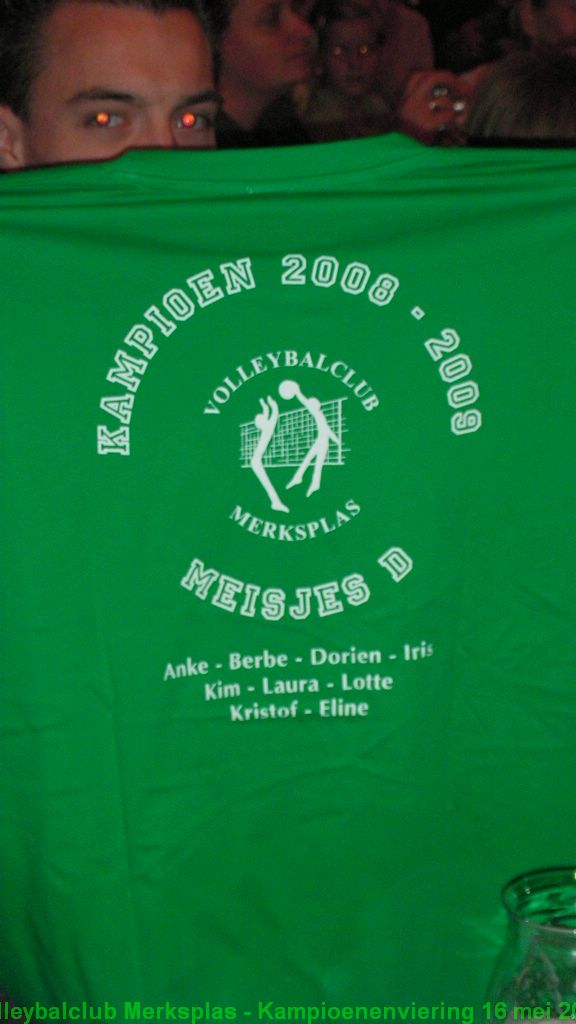 KAMPIOEN 2008 - 2009
VOLLEYBALCLUB
MERKSPLAS
MEISJES D
Anke - Berbe - Dorien - Iris
Kim - Laura - Lotte
Kristof - Eline
lleybalclub Merksplas - Kampioenenviering 16 mei 20